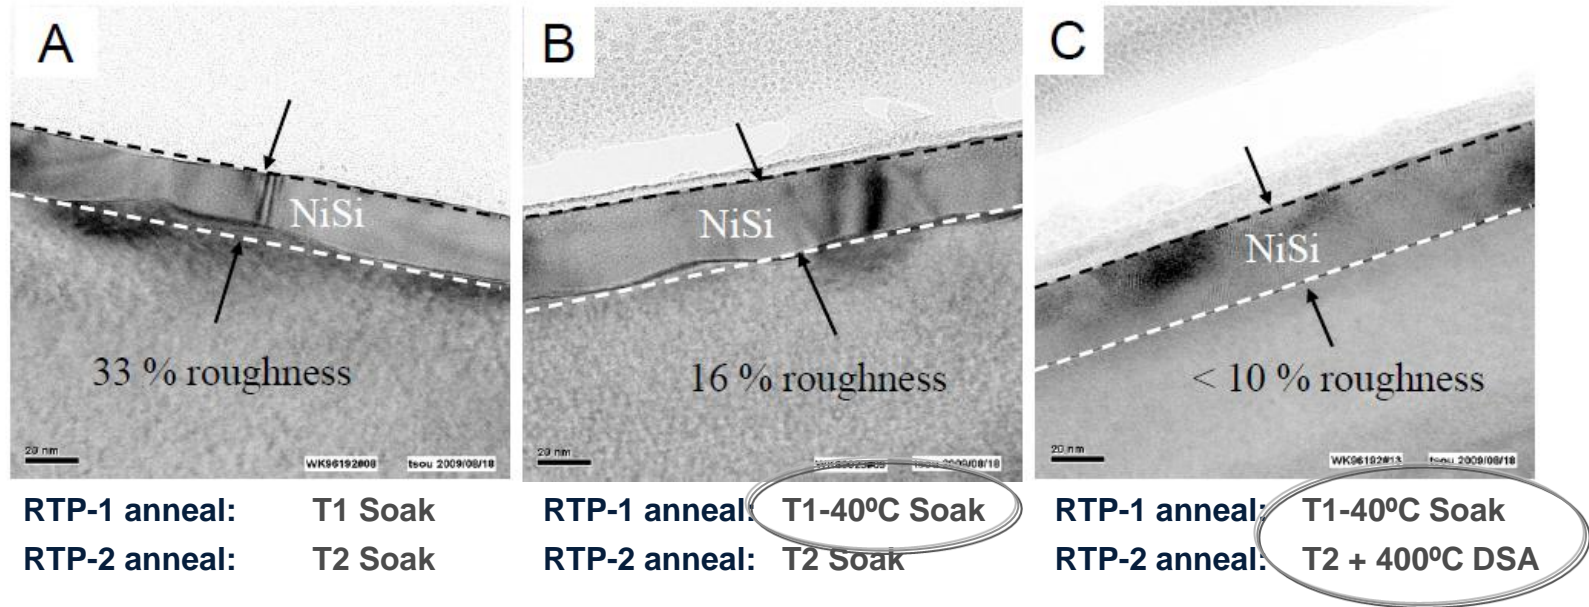 A
B
C
NiSi
NiSi
NiSi
33 % roughness
16 % roughness
< 10 % roughness
20 nm
WK96192#08
tsou 2009/08/18
20 nm
2009/08/18
20 nm
WK96192#13
tsou 2009/08/18
RTP-1 anneal: T1 Soak
RTP-2 anneal: T2 Soak
RTP-1 anneal: T1-40ºC Soak
RTP-2 anneal: T2 Soak
RTP-1 anneal: T1-40ºC Soak
RTP-2 anneal: T2 + 400ºC DSA